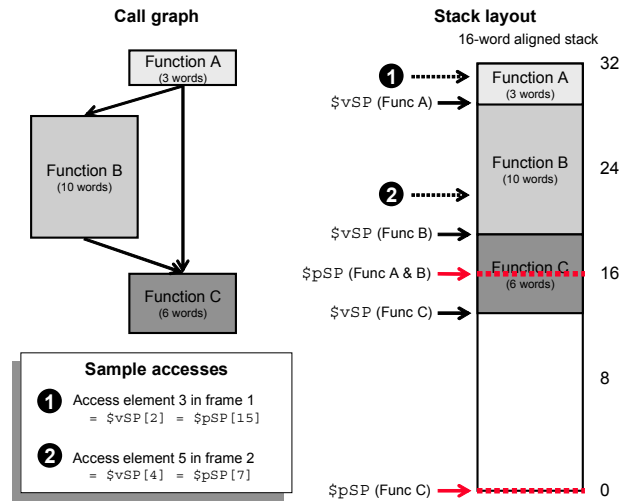 Call graph
Function A
(3 words)
Function B
(10 words)
Function C
(6 words)
Sample accesses
1 Access element 3 in frame 1
= $vSP[2] = $pSP[15]
2 Access element 5 in frame 2
= $vSP[4] = $pSP[7]
Stack layout
16-word aligned stack
32
1
Function A
(3 words)
$vSP (Func A)
24
Function B
(10 words)
2
$vSP (Func B)
$pSP (Func A & B)
Function C
(6 words)
16
$vSP (Func C)
8
$pSP (Func C)
0